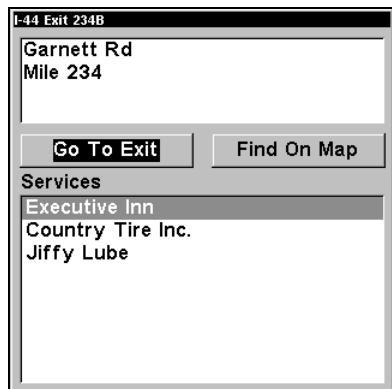 I-44 Exit 234B
Garnett Rd
Mile 234
Go To Exit Find On Map
Services
Executive Inn
Country Tire Inc.
Jiffy Lube